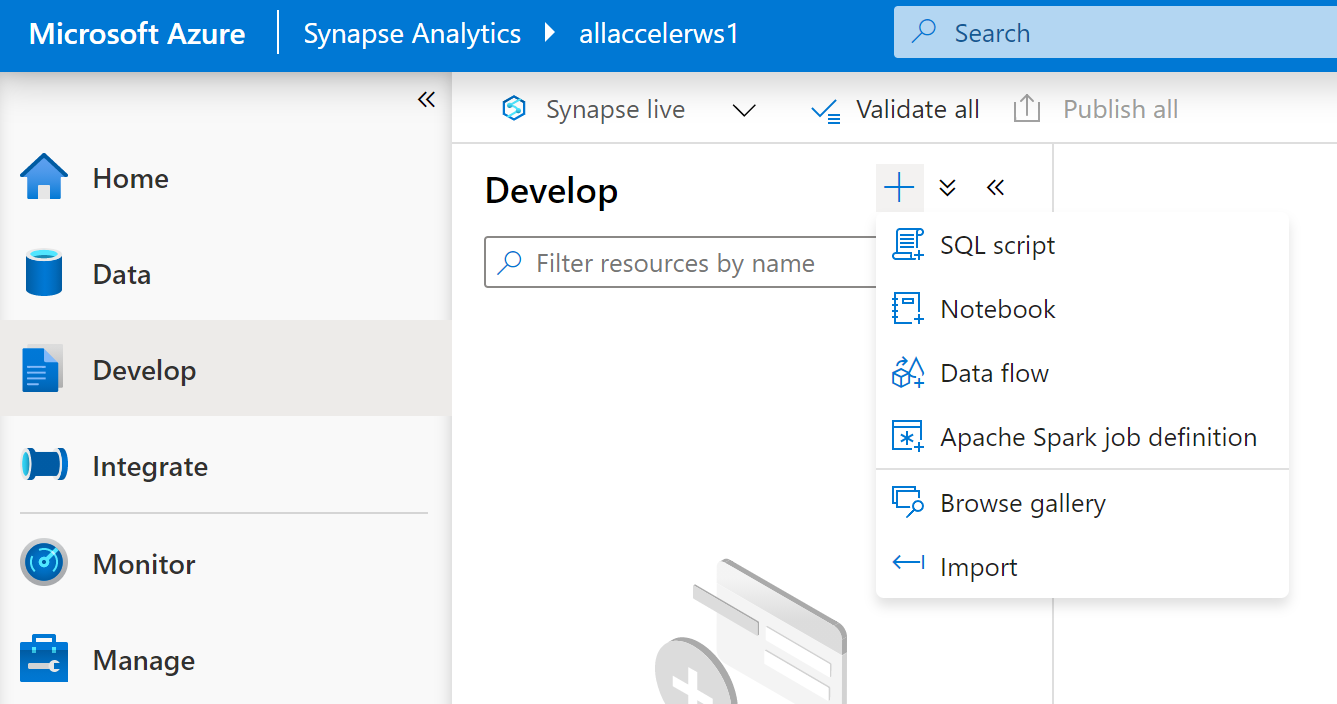 Microsoft Azure
Synapse Analytics
allaccelerws1
Search
Synapse live
Validate all
Publish all
Home
Data
Develop
Integrate
Monitor
Manage
Develop
Filter resources by name
SQL script
Notebook
Data flow
Apache Spark job definition
Browse gallery
Import